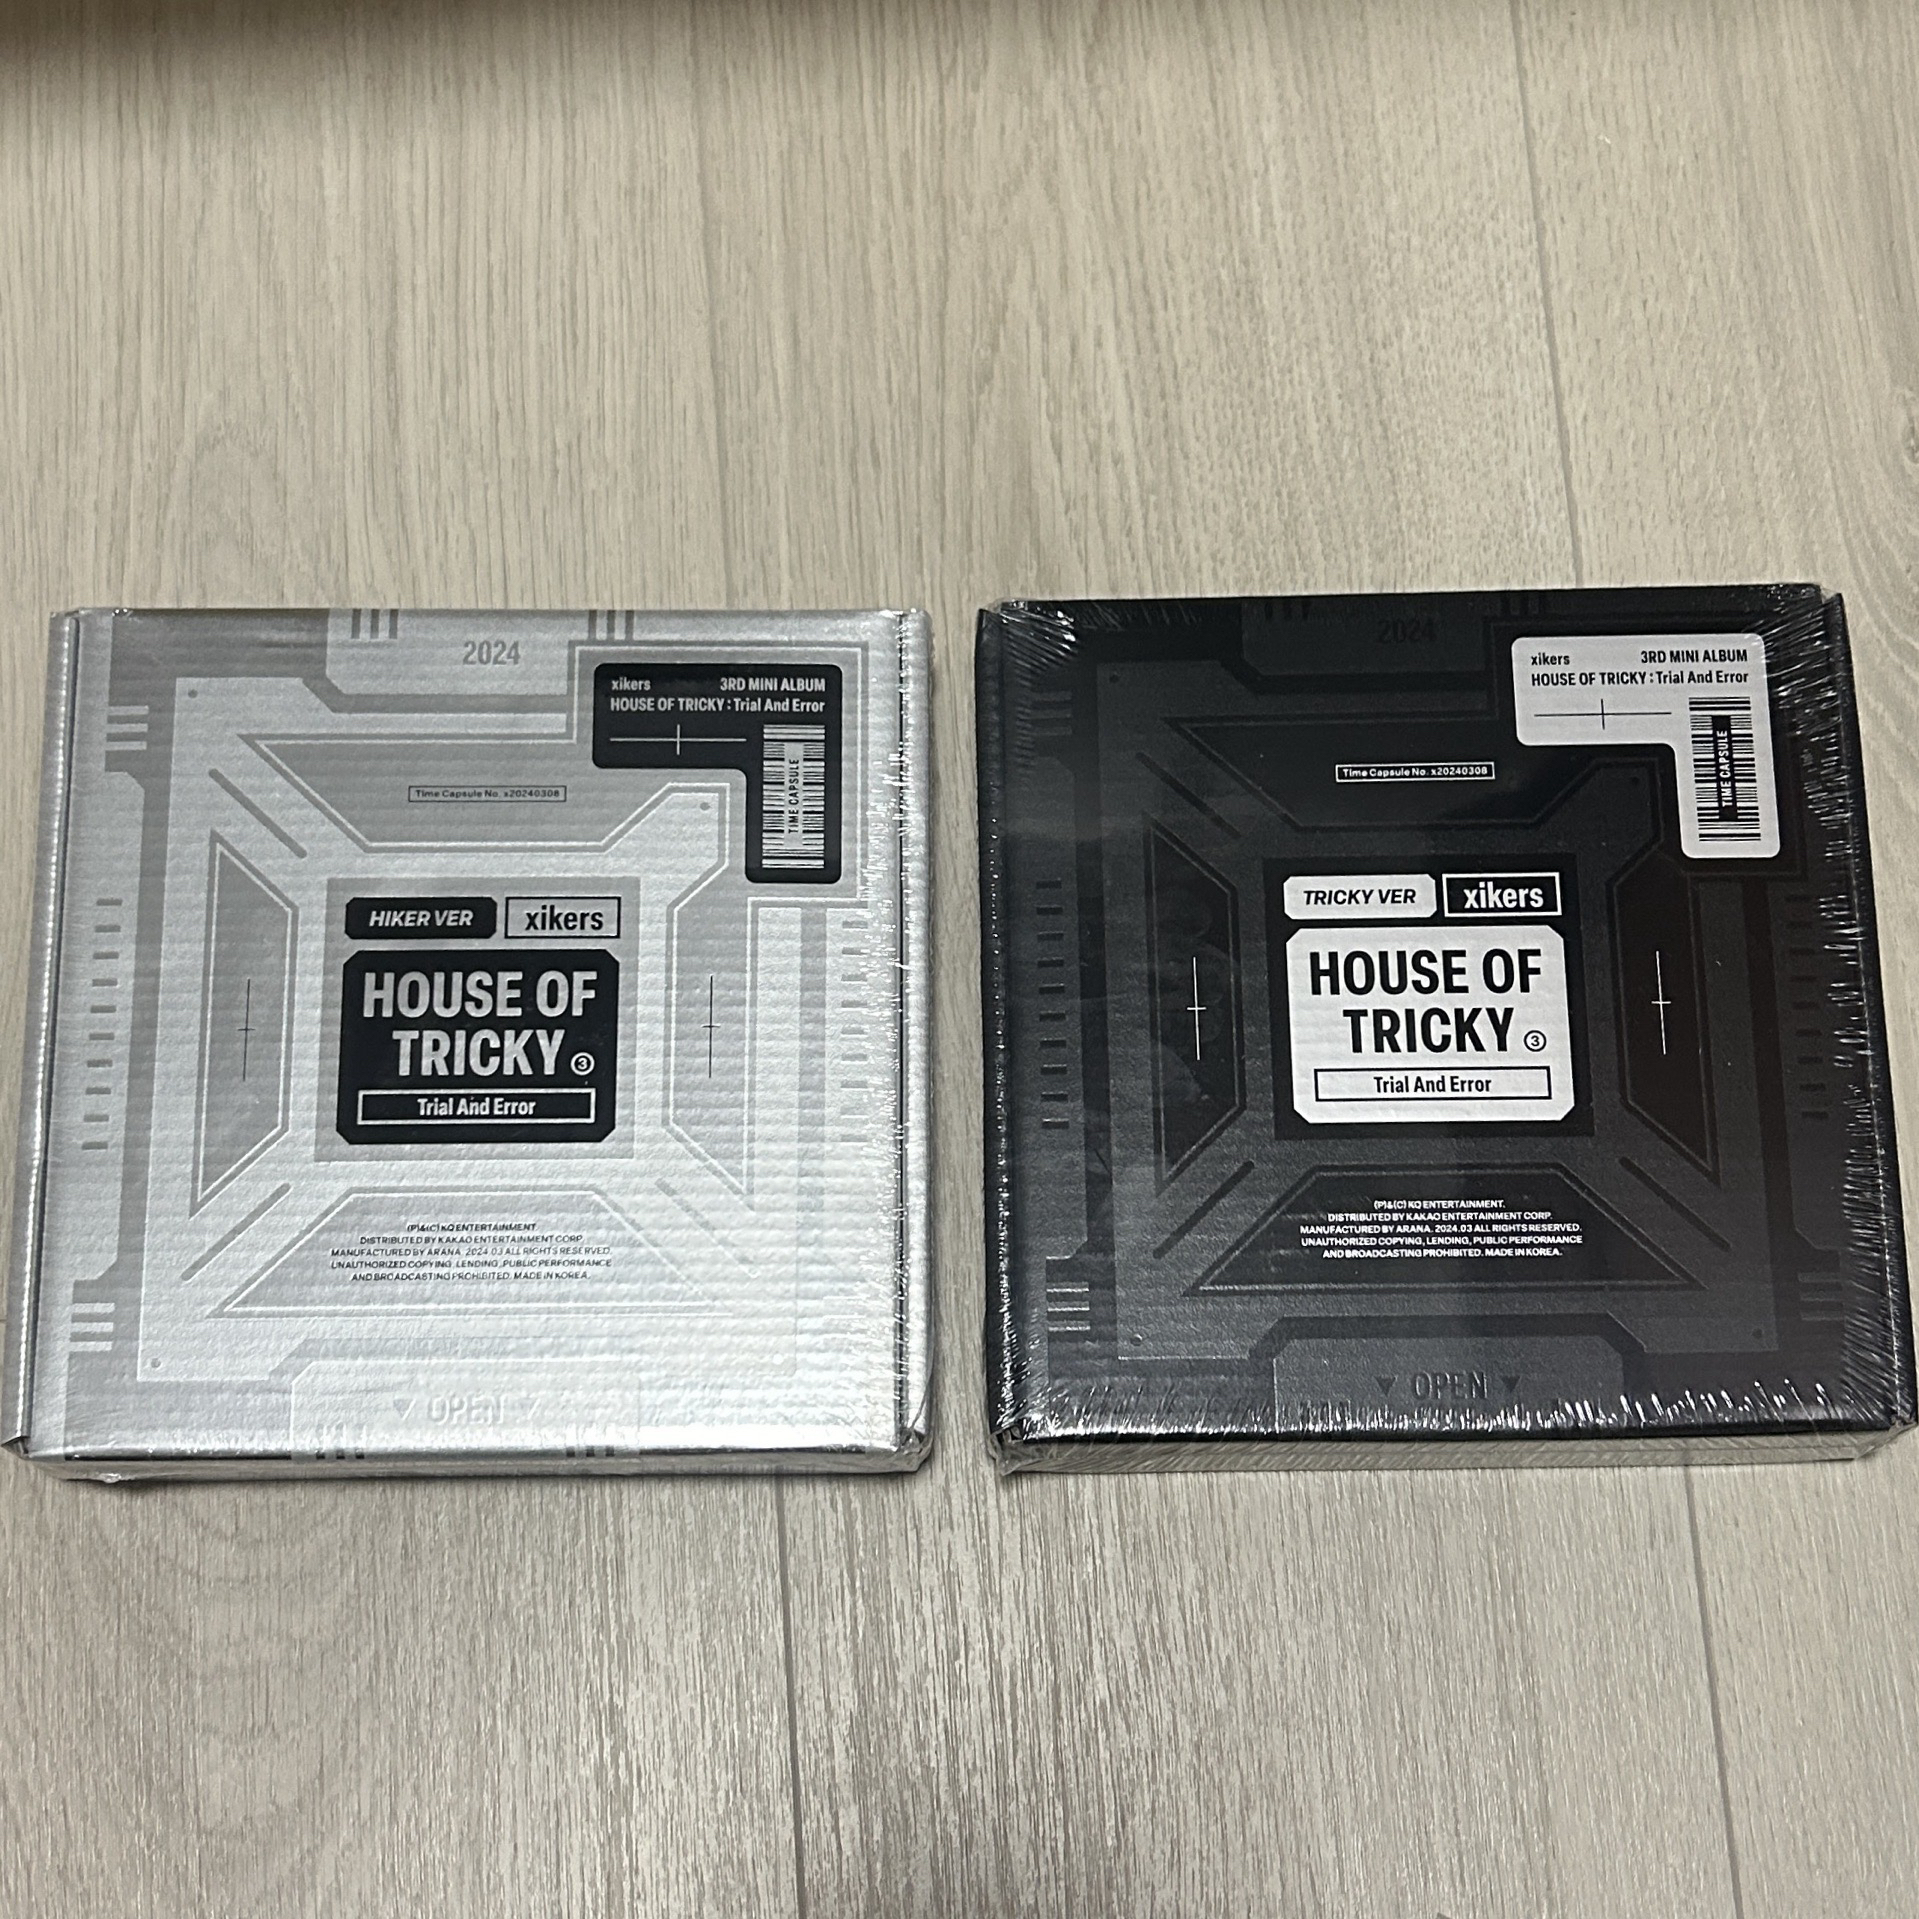 2024
xikers 3RD MINI ALBUM
HOUSE OF TRICKY : Trial And Error
TIME CAPSULE
Time Capsule No. x20240308
HIKER VER xikers
HOUSE OF
TRICKY ③
Trial And Error
(P)&(C) KQ ENTERTAINMENT.
DISTRIBUTED BY KAKAO ENTERTAINMENT CORP.
MANUFACTURED BY ARANA. 2024.03 ALL RIGHTS RESERVED.
UNAUTHORIZED COPYING, LENDING, PUBLIC PERFORMANCE
AND BROADCASTING PROHIBITED. MADE IN KOREA.
▼ OPEN ▼
2024
xikers 3RD MINI ALBUM
HOUSE OF TRICKY : Trial And Error
TIME CAPSULE
Time Capsule No. x20240308
TRICKY VER xikers
HOUSE OF
TRICKY ③
Trial And Error
(P)&(C) KQ ENTERTAINMENT.
DISTRIBUTED BY KAKAO ENTERTAINMENT CORP.
MANUFACTURED BY ARANA. 2024.03 ALL RIGHTS RESERVED.
UNAUTHORIZED COPYING, LENDING, PUBLIC PERFORMANCE
AND BROADCASTING PROHIBITED. MADE IN KOREA.
▼ OPEN ▼